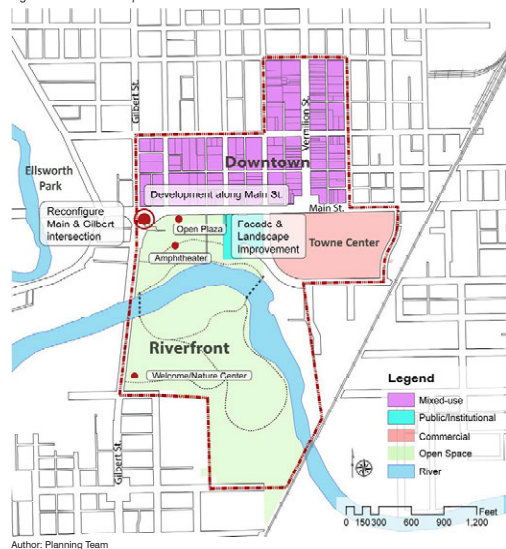 Gilbert St.
Vermilion St.
Downtown
Ellsworth
Park
Development along Main St.
Reconfigure
Main & Gilbert
intersection
Main St.
Open Plaza
Facade &
Landscape
Improvement
Towne Center
Amphitheater
Riverfront
Welcome/Nature Center
Gilbert St.
Legend
Mixed-use
Public/Institutional
Commercial
Open Space
River
Feet
0 150 300 600 900 1,200
Author: Planning Team